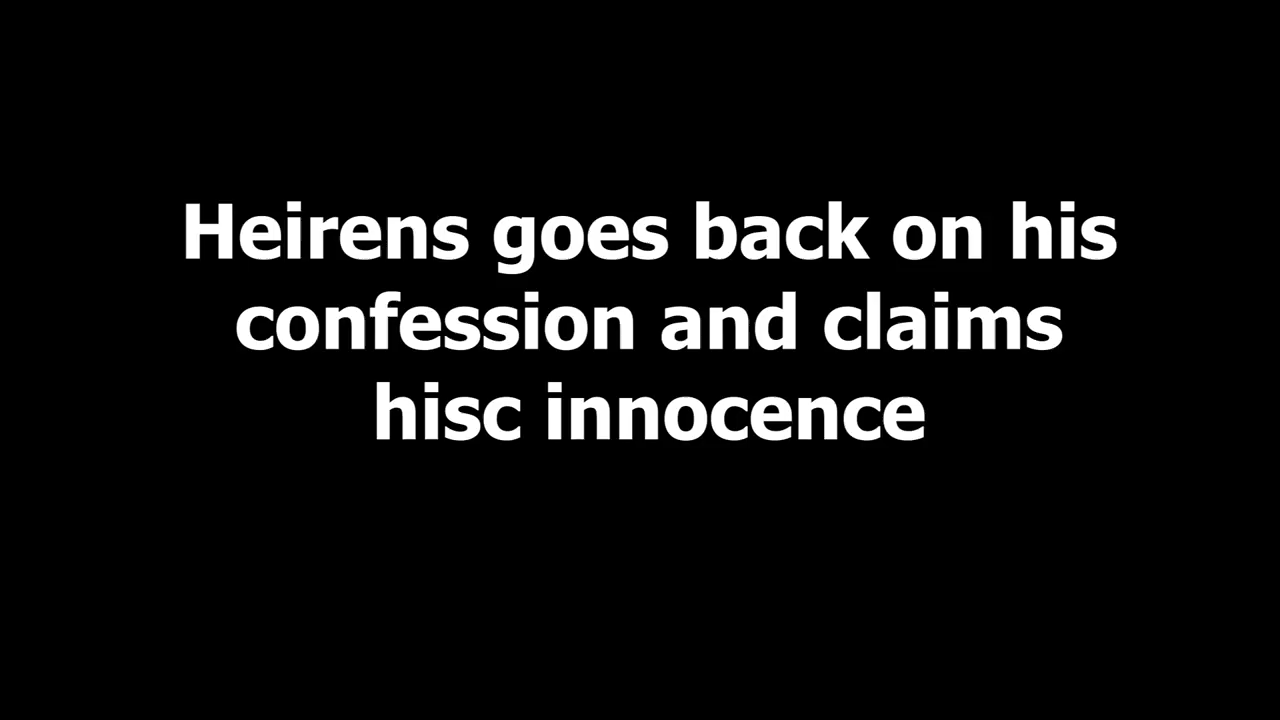 Heirens goes back on his
confession and claims
hisc innocence